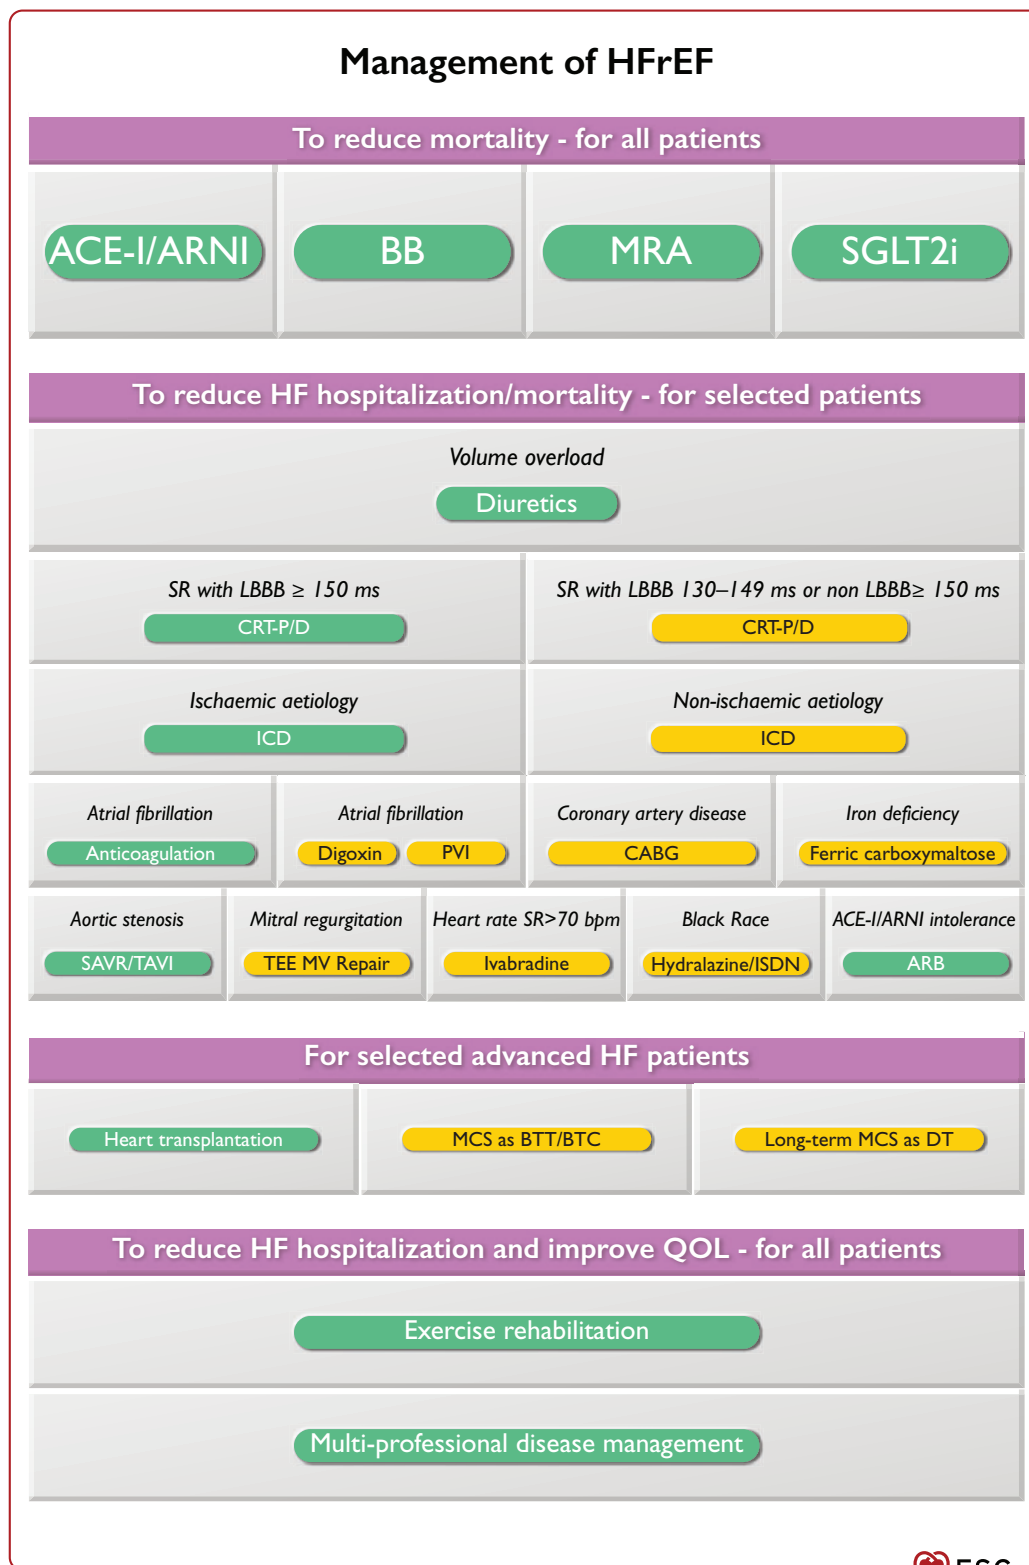 Management of HFrEF
To reduce mortality - for all patients
ACE-I/ARNI
BB
MRA
SGLT2i
To reduce HF hospitalization/mortality - for selected patients
Volume overload
Diuretics
SR with LBBB ≥ 150 ms
CRT-P/D
SR with LBBB 130–149 ms or non LBBB≥ 150 ms
CRT-P/D
Ischaemic aetiology
ICD
Non-ischaemic aetiology
ICD
Atrial fibrillation
Anticoagulation
Atrial fibrillation
Digoxin
PVI
Coronary artery disease
CABG
Iron deficiency
Ferric carboxymaltose
Aortic stenosis
SAVR/TAVI
Mitral regurgitation
TEE MV Repair
Heart rate SR>70 bpm
Ivabradine
Black Race
Hydralazine/ISDN
ACE-I/ARNI intolerance
ARB
For selected advanced HF patients
Heart transplantation
MCS as BTT/BTC
Long-term MCS as DT
To reduce HF hospitalization and improve QOL - for all patients
Exercise rehabilitation
Multi-professional disease management
ESC